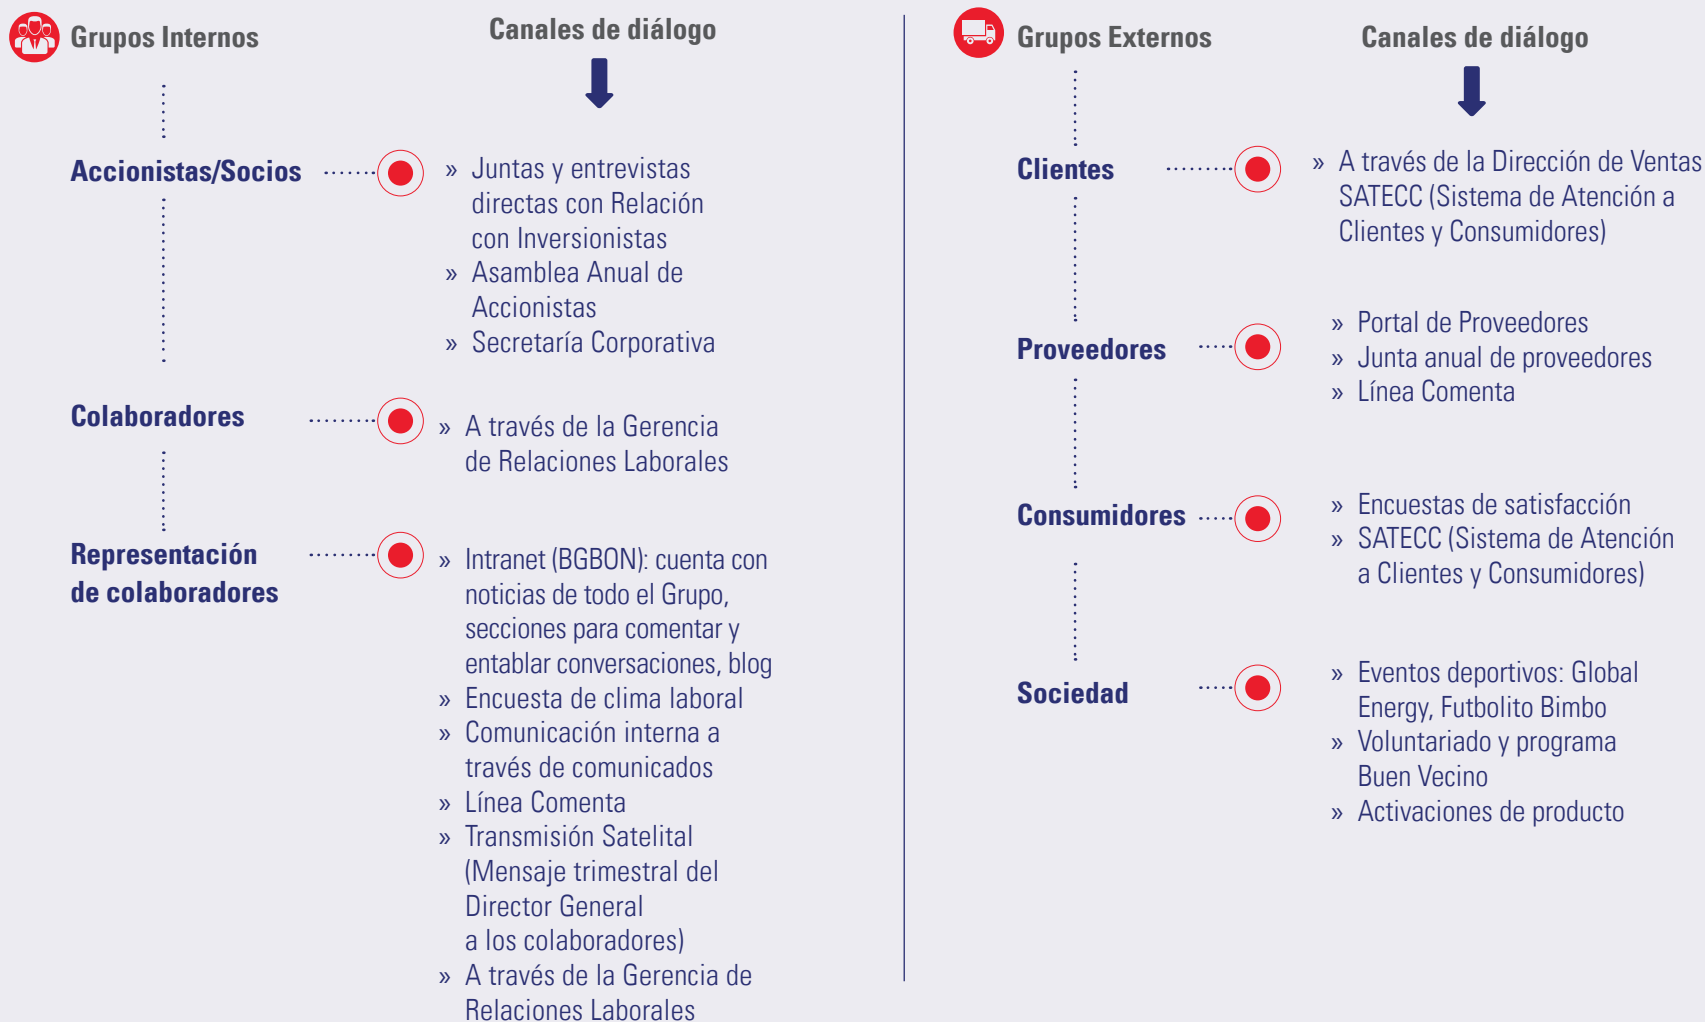 Grupos Internos
Canales de diálogo
Accionistas/Socios
» Juntas y entrevistas
directas con Relación
con Inversionistas
» Asamblea Anual de
Accionistas
» Secretaría Corporativa
Colaboradores
» A través de la Gerencia
de Relaciones Laborales
Representación
de colaboradores
» Intranet (BGBON): cuenta con
noticias de todo el Grupo,
secciones para comentar y
entablar conversaciones, blog
» Encuesta de clima laboral
» Comunicación interna a
través de comunicados
» Línea Comenta
» Transmisión Satelital
(Mensaje trimestral del
Director General
a los colaboradores)
» A través de la Gerencia de
Relaciones Laborales
Grupos Externos
Canales de diálogo
Clientes
» A través de la Dirección de Ventas
SATECC (Sistema de Atención a
Clientes y Consumidores)
Proveedores
» Portal de Proveedores
» Junta anual de proveedores
» Línea Comenta
Consumidores
» Encuestas de satisfacción
» SATECC (Sistema de Atención
a Clientes y Consumidores)
Sociedad
» Eventos deportivos: Global
Energy, Futbolito Bimbo
» Voluntariado y programa
Buen Vecino
» Activaciones de producto